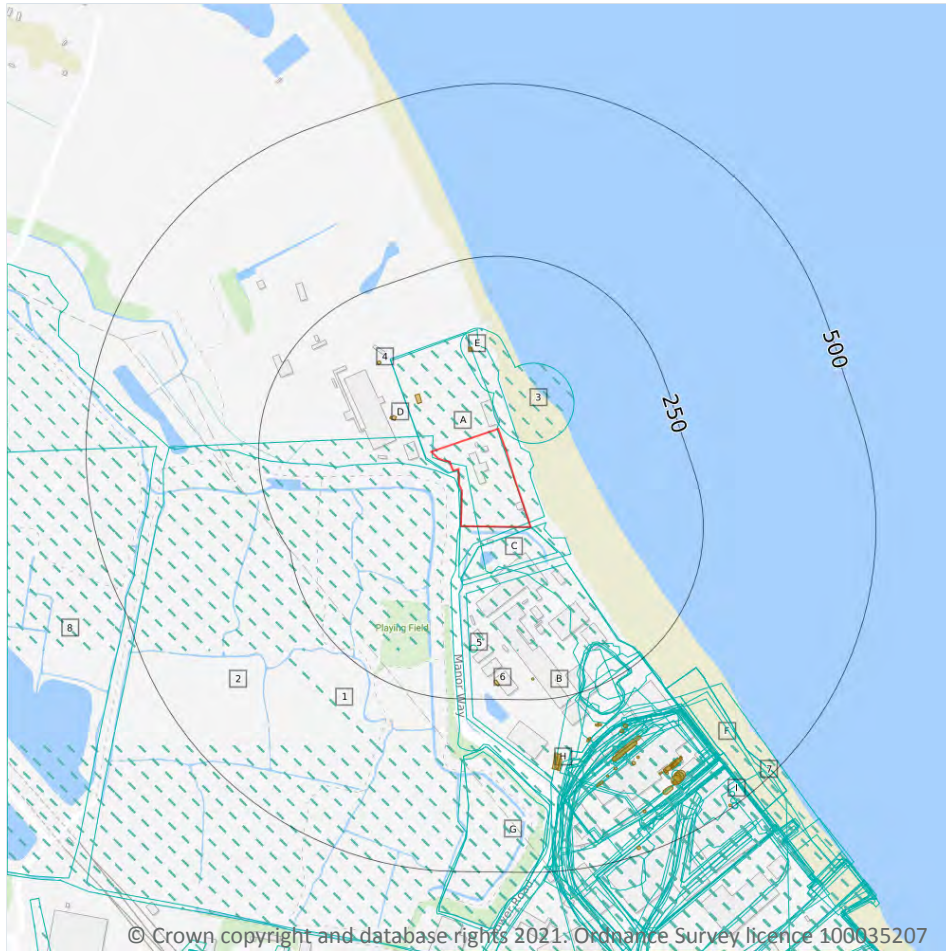 E
4
3
500
D
A
250
C
8
Playing Field
5
2
6
B
1
Manor Way
F
H
7
I
G
© Crown copyright and database rights 2021. Ordnance Survey licence 100035207